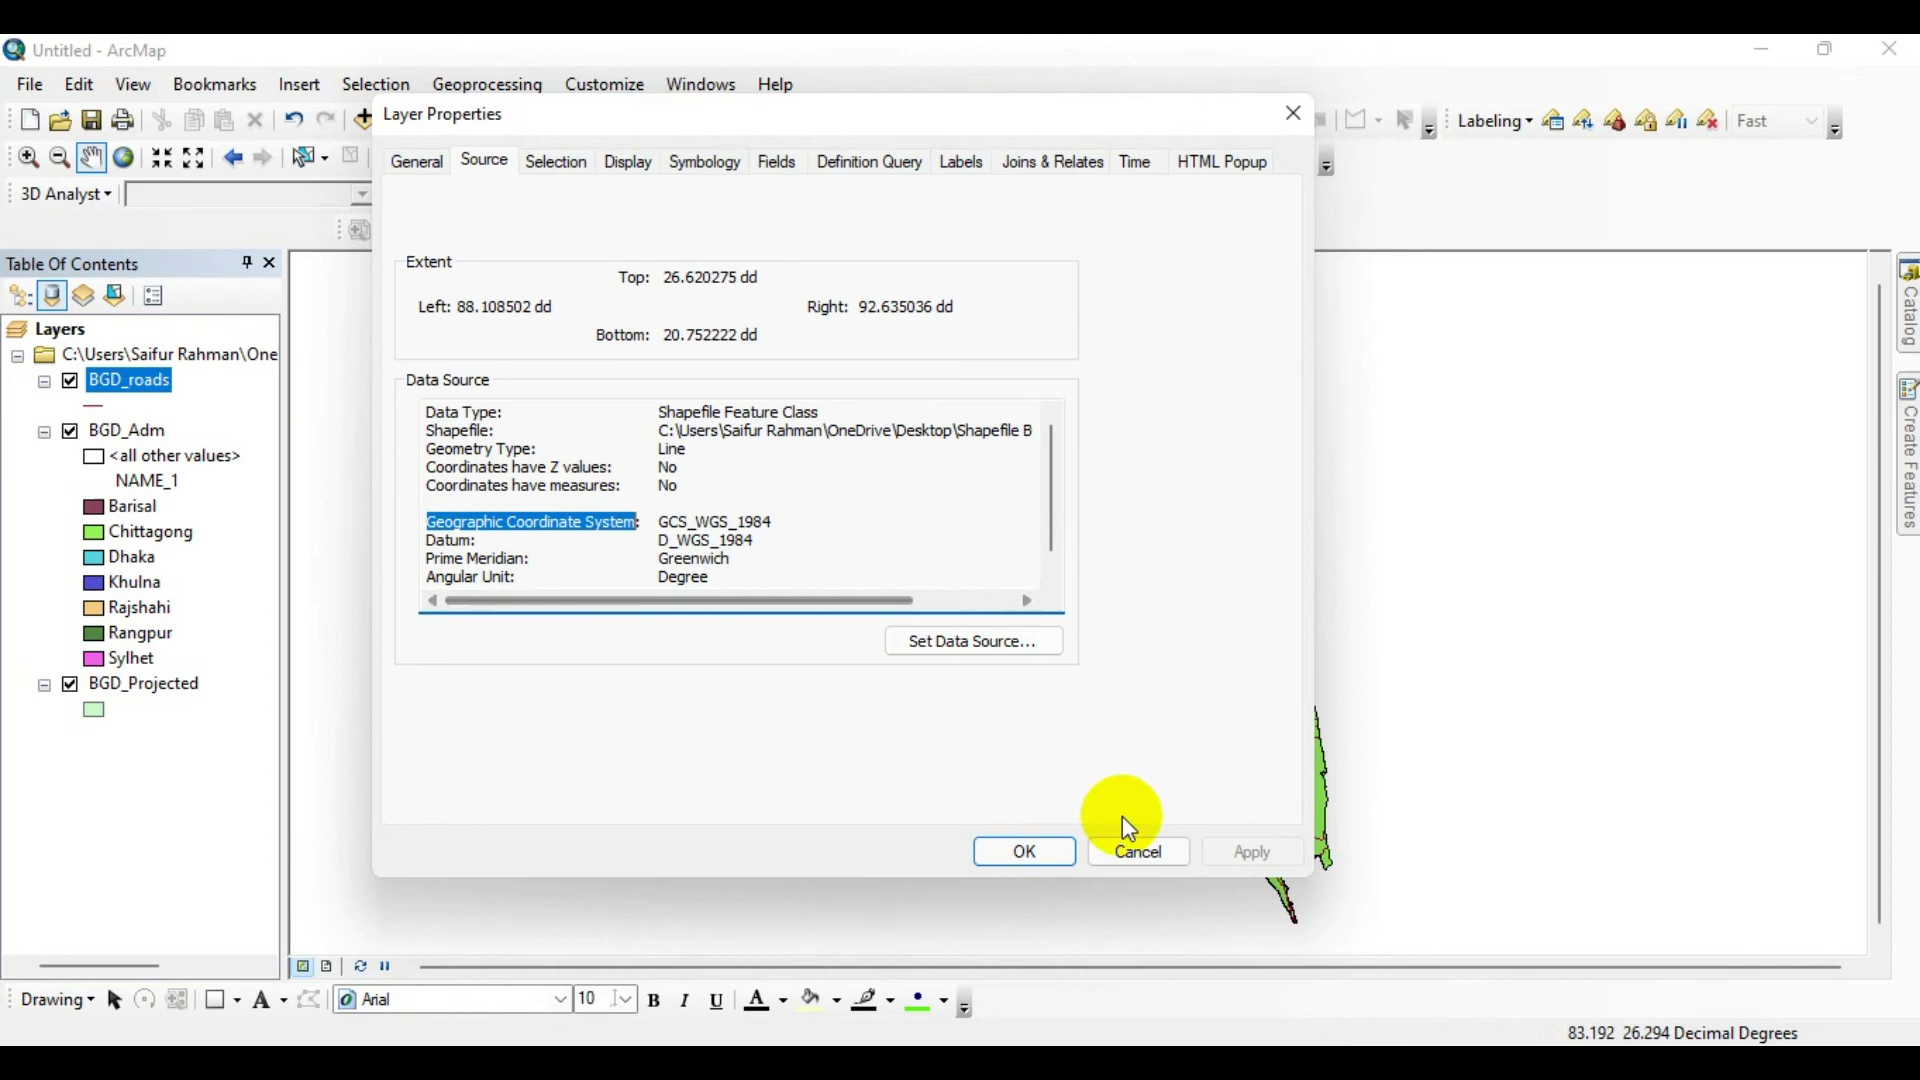 Untitled - ArcMap
File Edit View Bookmarks Insert Selection Geoprocessing Customize Windows Help
Layer Properties
Labeling Fast
General Source Selection Display Symbology Fields Definition Query Labels Joins & Relates Time HTML Popup
3D Analyst
Extent
Top: 26.620275 dd
Left: 88.108502 dd Right: 92.635036 dd
Bottom: 20.752222 dd
Data Source
Data Type: Shapefile Feature Class
Shapefile: C:\Users\Saifur Rahman\OneDrive\Desktop\Shapefile B
Geometry Type: Line
Coordinates have Z values: No
Coordinates have measures: No
Geographic Coordinate System: GCS_WGS_1984
Datum: D_WGS_1984
Prime Meridian: Greenwich
Angular Unit: Degree
Set Data Source...
OK Cancel Apply
Table Of Contents
Layers
C:\Users\Saifur Rahman\One
BGD_roads
BGD_Adm
<all other values>
NAME_1
Barisal
Chittagong
Dhaka
Khulna
Rajshahi
Rangpur
Sylhet
BGD_Projected
Catalog
Create Features
Drawing A Arial 10 B I U A
83.192 26.294 Decimal Degrees